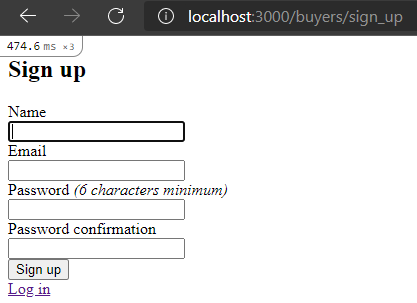 localhost:3000/buyers/sign_up
474.6 ms ×3
Sign up
Name
Email
Password (6 characters minimum)
Password confirmation
Sign up
Log in